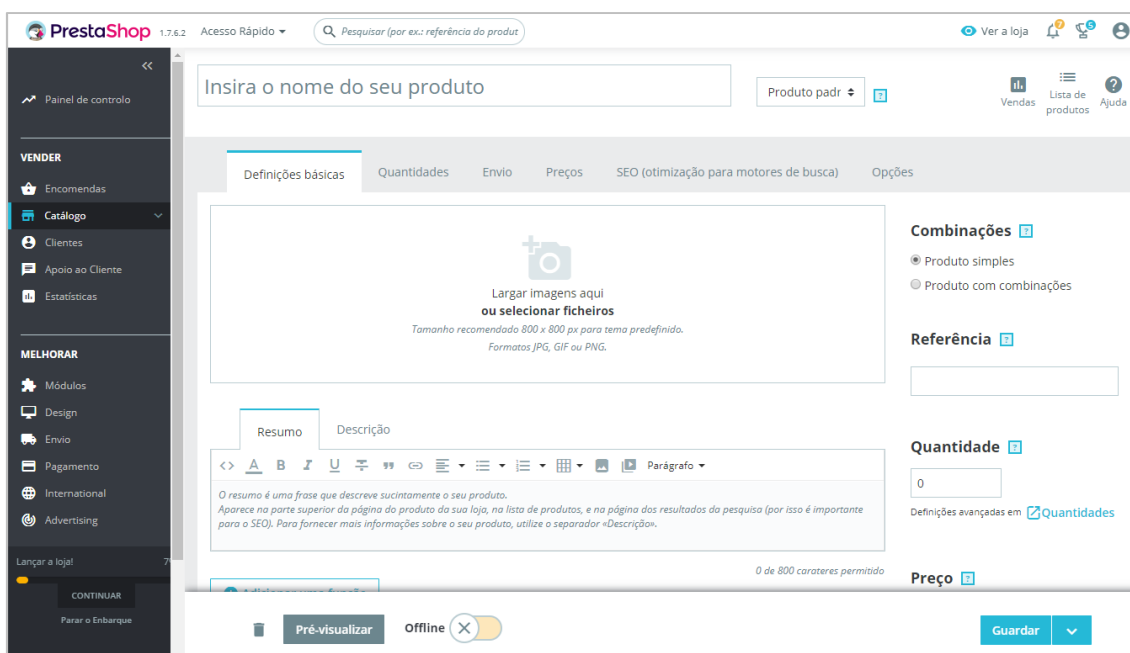 PrestaShop 1.7.6.2 Acesso Rápido Pesquisar (por ex.: referência do produt Ver a loja 7 5
Painel de controlo
VENDER
Encomendas
Catálogo
Clientes
Apoio ao Cliente
Estatísticas
MELHORAR
Módulos
Design
Envio
Pagamento
International
Advertising
Lançar a loja!
CONTINUAR
Parar o Enbarque
Insira o nome do seu produto
Produto padr ?
Vendas
Lista de
produtos
Ajuda
Definições básicas Quantidades Envio Preços SEO (otimização para motores de busca) Opções
Largar imagens aqui
ou selecionar ficheiros
Tamanho recomendado 800 x 800 px para tema predefinido.
Formatos JPG, GIF ou PNG.
Resumo Descrição
<> A B I U Parágrafo
O resumo é uma frase que descreve sucintamente o seu produto.
Aparece na parte superior da página do produto da sua loja, na lista de produtos, e na página dos resultados da pesquisa (por isso é importante
para o SEO). Para fornecer mais informações sobre o seu produto, utilize o separador «Descrição».
0 de 800 carateres permitido
Adicionar uma função
Combinações ?
Produto simples
Produto com combinações
Referência ?
Quantidade ?
0
Definições avançadas em Quantidades
Preço ?
Pré-visualizar Offline Guardar